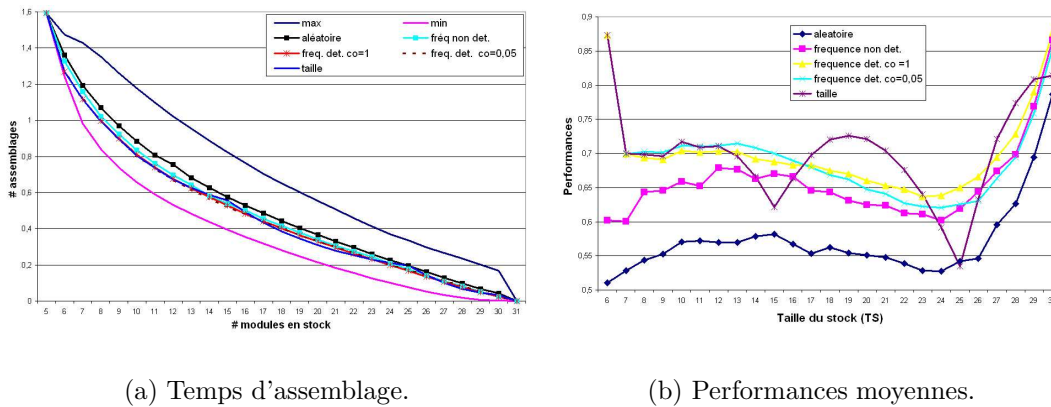 1,6
1,4
1,2
1
0,8
0,6
0,4
0,2
0
# assemblages
max
min
aléatoire
fréq non det.
freq. det. co=1
freq. det. co=0,05
taille
5 6 7 8 9 10 11 12 13 14 15 16 17 18 19 20 21 22 23 24 25 26 27 28 29 30 31
# modules en stock
0,9
0,85
0,8
0,75
0,7
0,65
0,6
0,55
0,5
Performances
aleatoire
frequence non det.
frequence det. co =1
frequence det. co=0,05
taille
6 7 8 9 10 11 12 13 14 15 16 17 18 19 20 21 22 23 24 25 26 27 28 29
Taille du stock (TS)
(a) Temps d'assemblage.
(b) Performances moyennes.